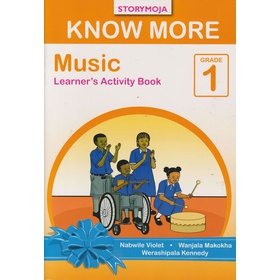 STORYMOJA
KNOW MORE
Music
Learner's Activity Book
GRADE
1
Nabwile Violet • Wanjala Makokha
Werashipala Kennedy